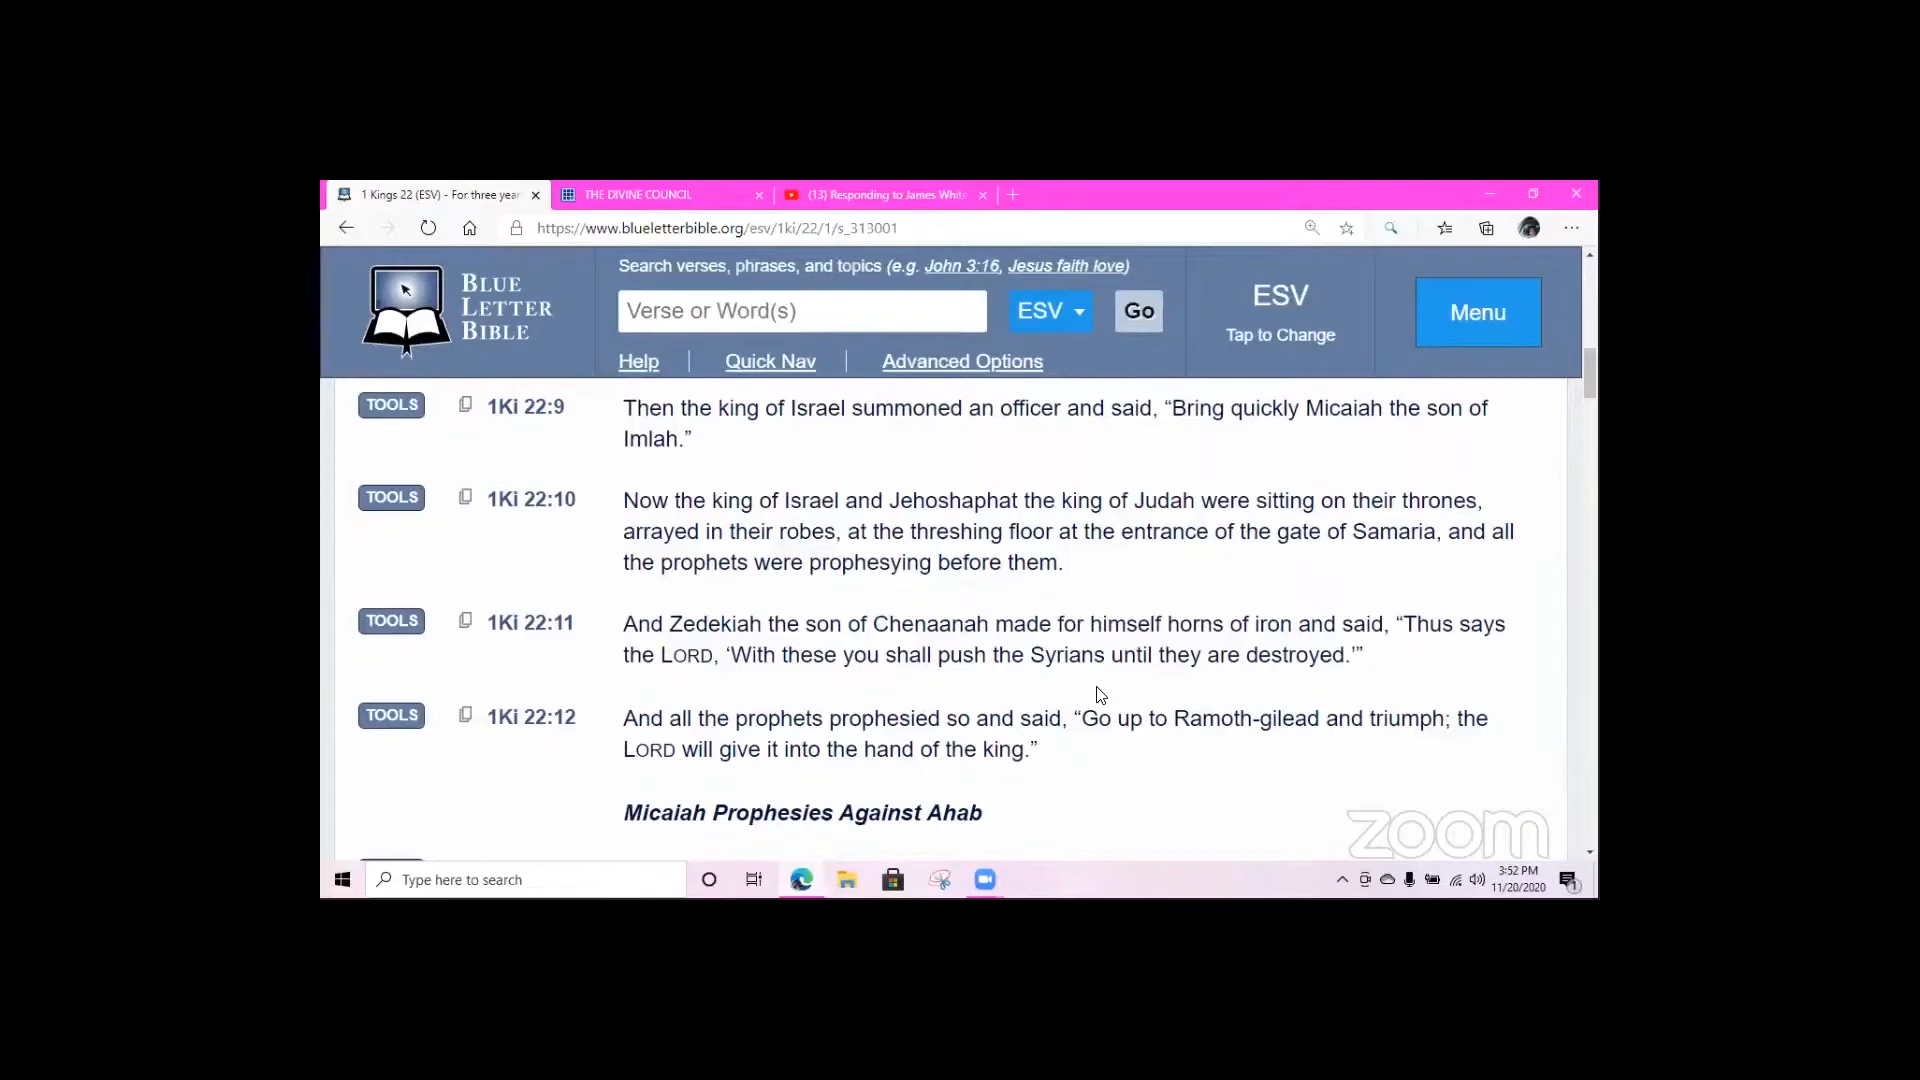 1 Kings 22 (ESV) - For three year
THE DIVINE COUNCIL
(13) Responding to James White
https://www.blueletterbible.org/esv/1ki/22/1/s_313001
BLUE
LETTER
BIBLE
Search verses, phrases, and topics (e.g. John 3:16, Jesus faith love)
Verse or Word(s)
ESV
Go
Help
Quick Nav
Advanced Options
ESV
Tap to Change
Menu
TOOLS 1Ki 22:9 Then the king of Israel summoned an officer and said, “Bring quickly Micaiah the son of
Imlah.”
TOOLS 1Ki 22:10 Now the king of Israel and Jehoshaphat the king of Judah were sitting on their thrones,
arrayed in their robes, at the threshing floor at the entrance of the gate of Samaria, and all
the prophets were prophesying before them.
TOOLS 1Ki 22:11 And Zedekiah the son of Chenaanah made for himself horns of iron and said, “Thus says
the LORD, ‘With these you shall push the Syrians until they are destroyed.’”
TOOLS 1Ki 22:12 And all the prophets prophesied so and said, “Go up to Ramoth-gilead and triumph; the
LORD will give it into the hand of the king.”
Micaiah Prophesies Against Ahab
zoom
Type here to search
3:52 PM
11/20/2020
1